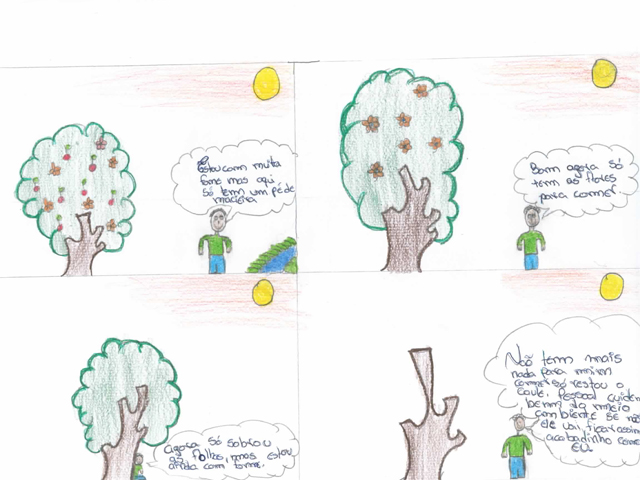 Estou com muita
fome mas aqui
só tem um pé de
macieira
Bom agora só
tem as flores
para comer
Agora só sobrou
as folhas, mas estou
ainda com fome.
Não tem mais
nada para mim
comer só restou o
caule. Pessoal cuidem
bem do meio
ambiente se não
ele vai ficar assim
acabadinho como
EU.